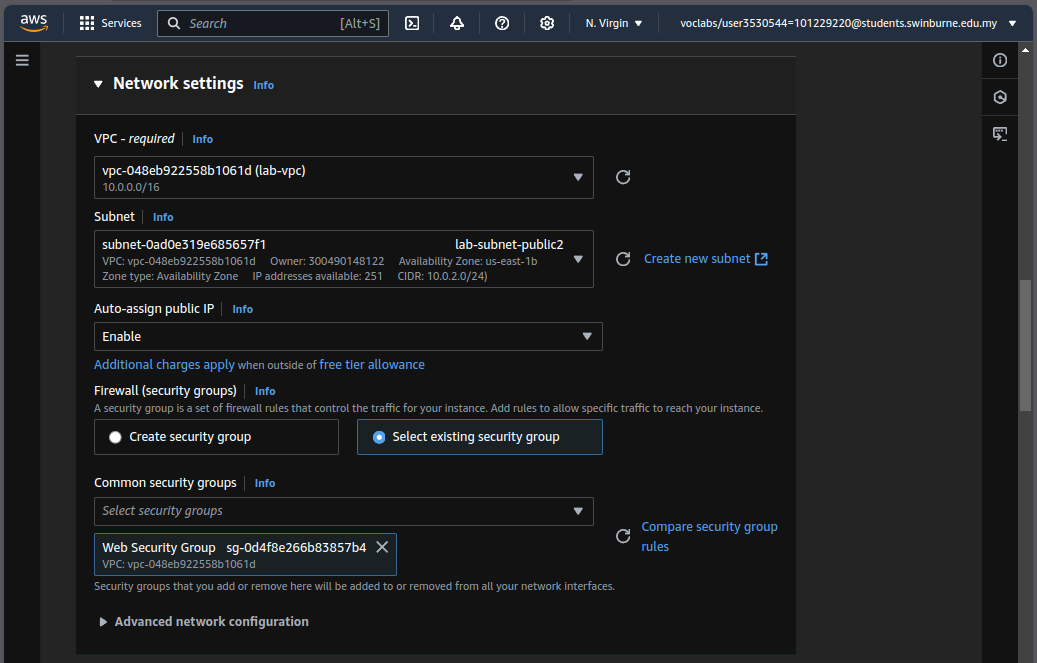 aws Services Search [Alt+S] N. Virgin voclabs/user3530544=101229220@students.swinburne.edu.my
Network settings Info
VPC - required Info
vpc-048eb922558b1061d (lab-vpc)
10.0.0.0/16
Subnet Info
subnet-0ad0e319e685657f1 lab-subnet-public2
VPC: vpc-048eb922558b1061d Owner: 300490148122 Availability Zone: us-east-1b
Zone type: Availability Zone IP addresses available: 251 CIDR: 10.0.2.0/24)
Create new subnet
Auto-assign public IP Info
Enable
Additional charges apply when outside of free tier allowance
Firewall (security groups) Info
A security group is a set of firewall rules that control the traffic for your instance. Add rules to allow specific traffic to reach your instance.
Create security group Select existing security group
Common security groups Info
Select security groups
Web Security Group sg-0d4f8e266b83857b4
VPC: vpc-048eb922558b1061d
Compare security group
rules
Security groups that you add or remove here will be added to or removed from all your network interfaces.
Advanced network configuration